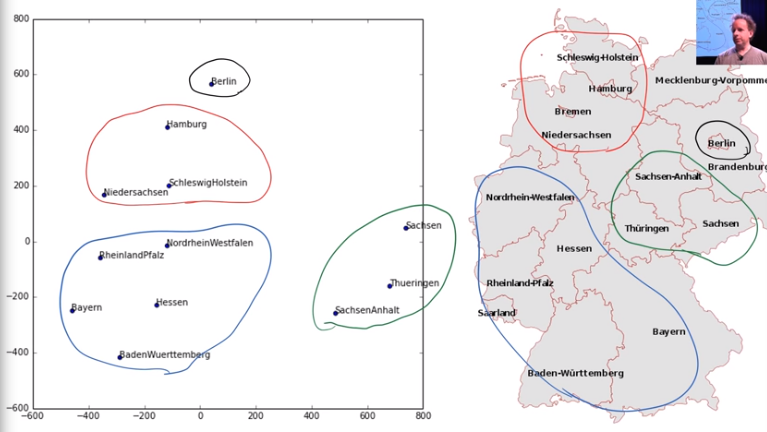 800
600
400
200
0
−200
−400
−600
−600
−400
−200
0
200
400
600
800
Berlin
Hamburg
SchleswigHolstein
Niedersachsen
NordrheinWestfalen
RheinlandPfalz
Bayern
Hessen
BadenWuerttemberg
Sachsen
Thueringen
SachsenAnhalt
Schleswig-Holstein
Mecklenburg-Vorpomme
Hamburg
Bremen
Niedersachsen
Berlin
Brandenburg
Sachsen-Anhalt
Nordrhein-Westfalen
Thüringen
Sachsen
Hessen
Rheinland-Pfalz
Saarland
Bayern
Baden-Württemberg